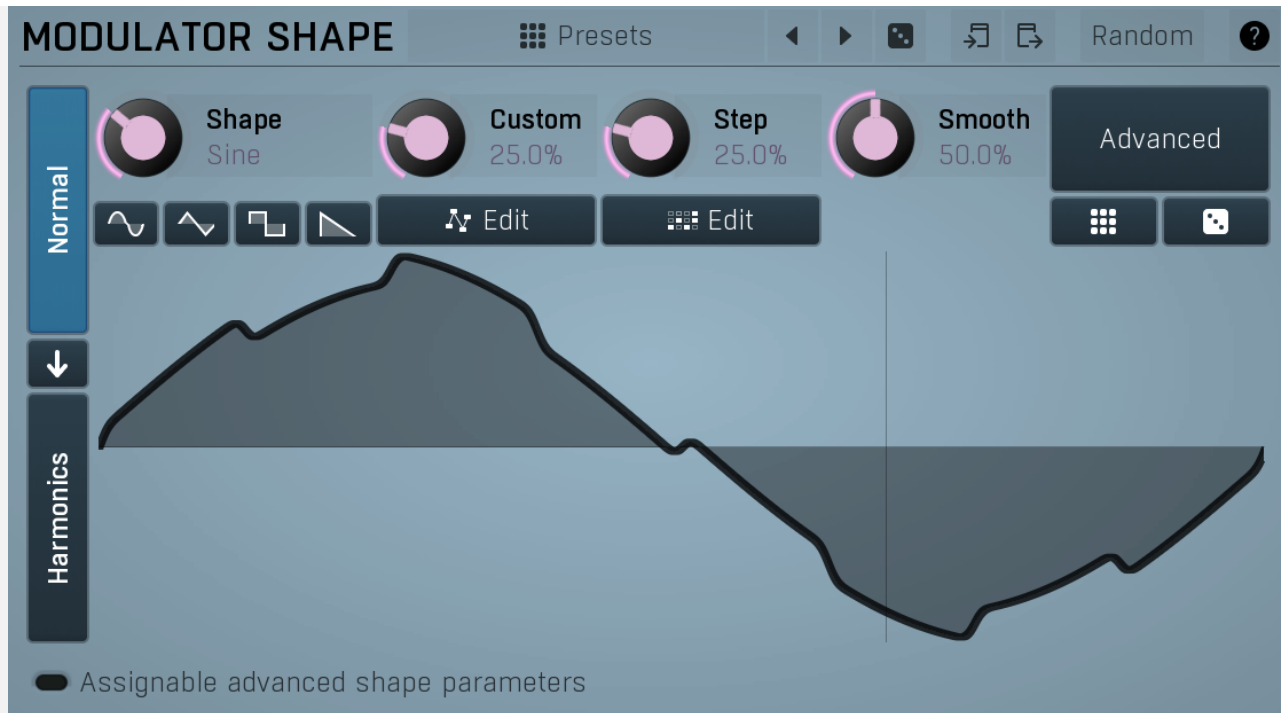 MODULATOR SHAPE
Presets
Random
?
Normal
Harmonics
Shape
Sine
Custom
25.0%
Step
25.0%
Smooth
50.0%
Advanced
Edit
Edit
Assignable advanced shape parameters